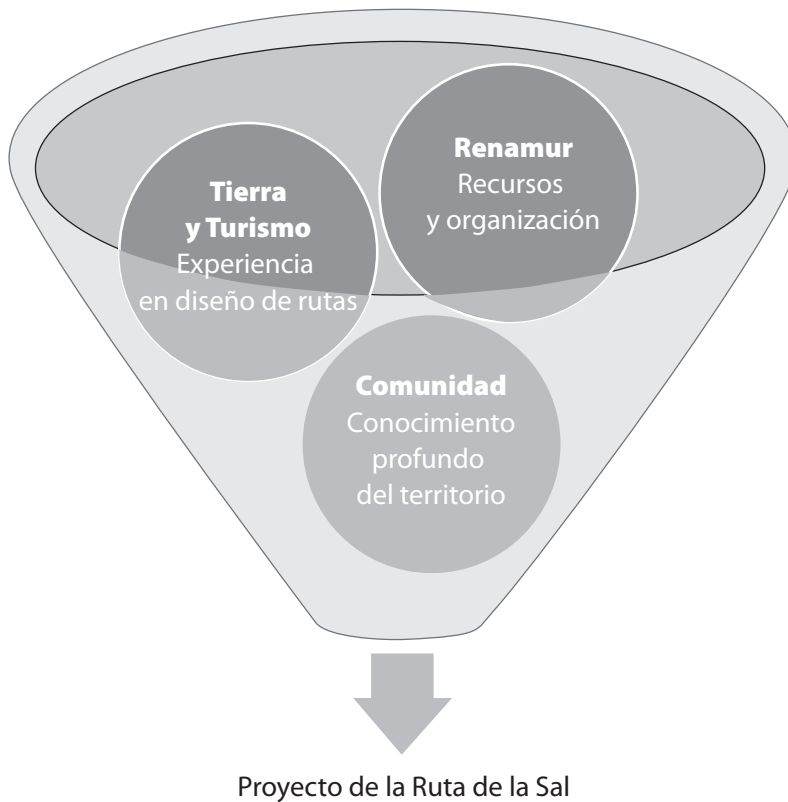 Tierra
y Turismo
Experiencia
en diseño de rutas
Renamur
Recursos
y organización
Comunidad
Conocimiento
profundo
del territorio
Proyecto de la Ruta de la Sal